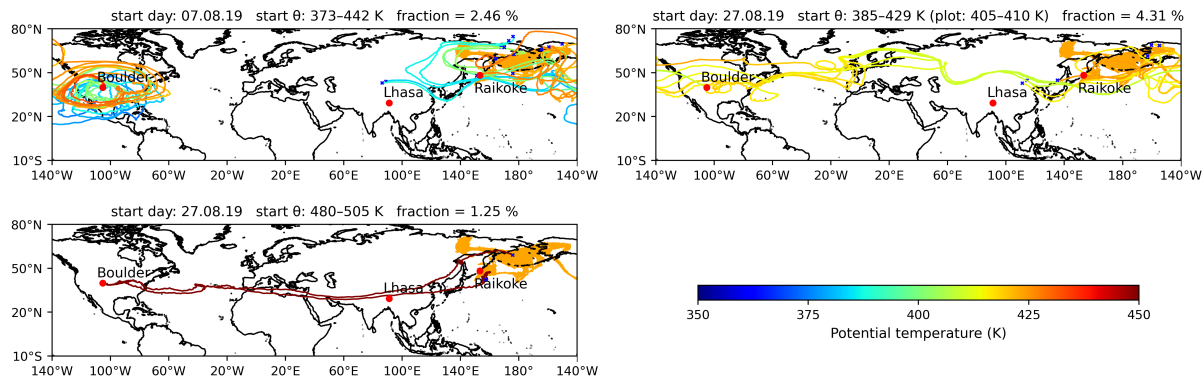 start day: 07.08.19 start θ: 373–442 K fraction = 2.46 %
80°N
50°N
20°N
10°S
Boulder
Lhasa
Raikoke
140°W 100°W 60°W 20°W 20°E 60°E 100°E 140°E 180° 140°W
start day: 27.08.19 start θ: 385–429 K (plot: 405–410 K) fraction = 4.31 %
80°N
50°N
20°N
10°S
Boulder
Lhasa
Raikoke
140°W 100°W 60°W 20°W 20°E 60°E 100°E 140°E 180° 140°W
start day: 27.08.19 start θ: 480–505 K fraction = 1.25 %
80°N
50°N
20°N
10°S
Boulder
Lhasa
Raikoke
140°W 100°W 60°W 20°W 20°E 60°E 100°E 140°E 180° 140°W
350 375 400 425 450
Potential temperature (K)